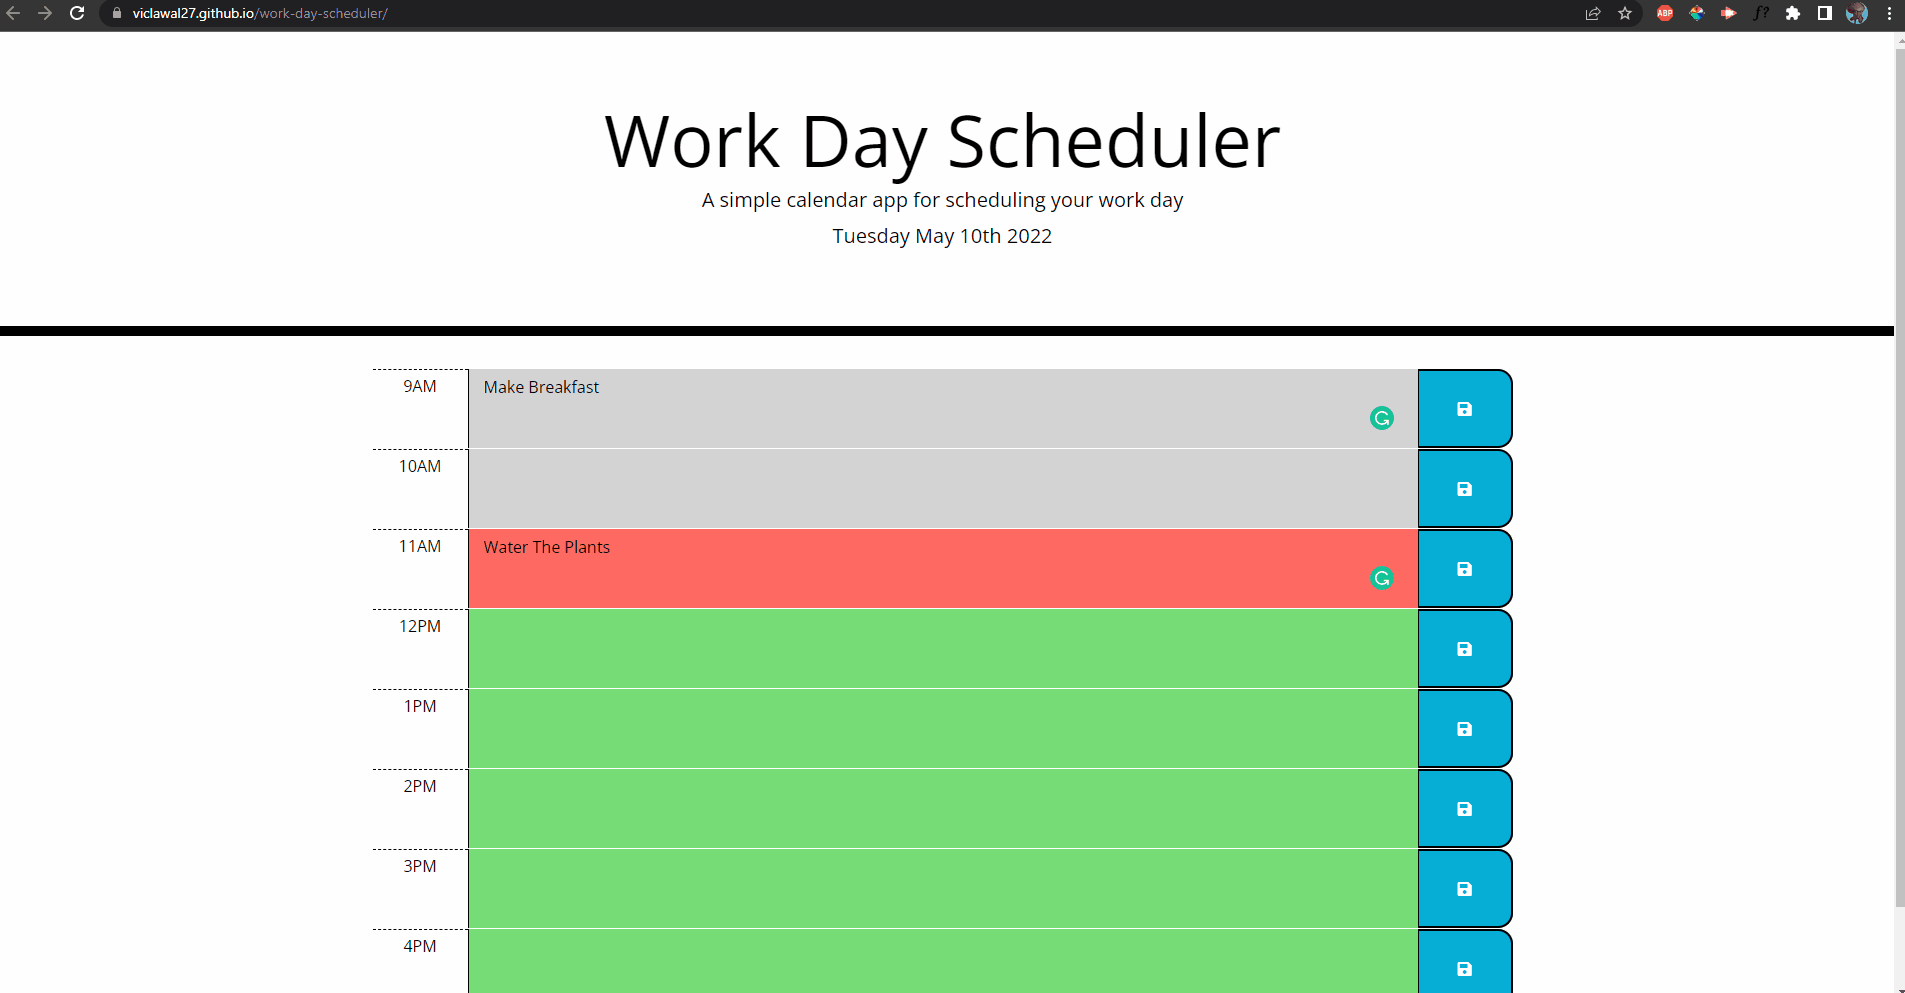 viclawal27.github.io/work-day-scheduler/
ABP
f?
Work Day Scheduler
A simple calendar app for scheduling your work day
Tuesday May 10th 2022
9AM
Make Breakfast
10AM
11AM
Water The Plants
12PM
1PM
2PM
3PM
4PM